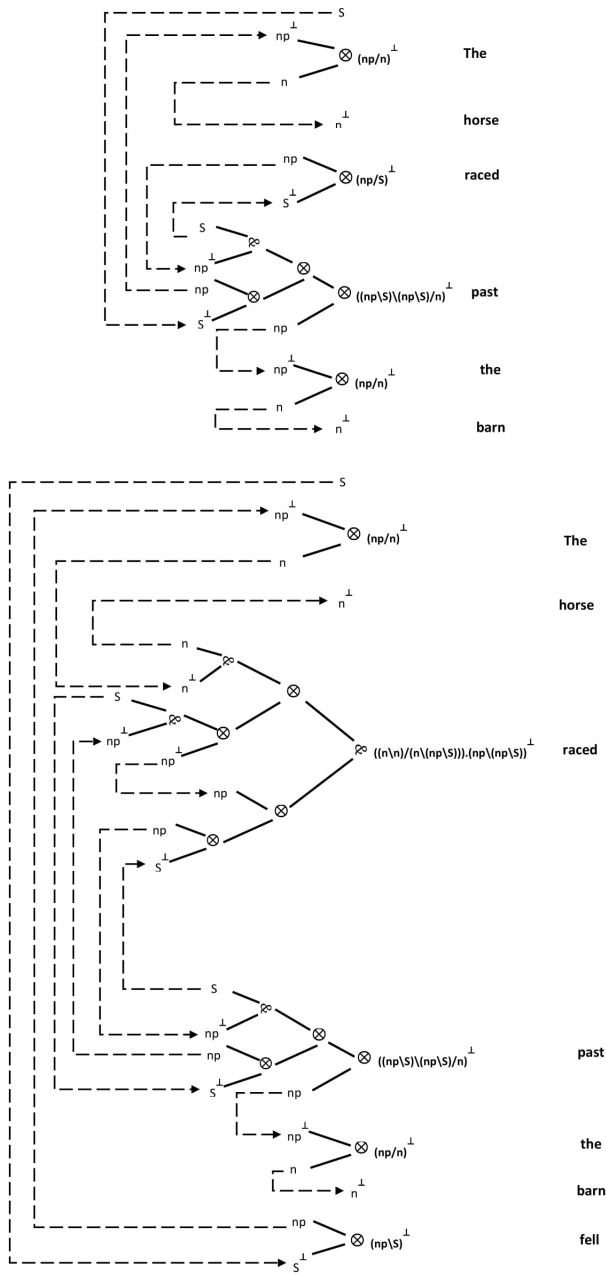 S
np⊥
⊗ (np/n)⊥ The
n
n⊥ horse
np
⊗ (np/S)⊥ raced
S⊥
S
⅋
np⊥
⊗
np
⊗
⊗ ((np\S)\(np\S)/n)⊥ past
S⊥
np
np⊥
⊗ (np/n)⊥ the
n
n⊥ barn
S
np⊥
⊗ (np/n)⊥ The
n
n⊥ horse
n
⅋
n⊥
⊗
S
⅋
np⊥
⊗
np⊥
⅋ ((n\n)/(n\(np\S))).(np\(np\S))⊥ raced
np
⊗
np
⊗
S⊥
S
⅋
np⊥
⊗
np
⊗
⊗ ((np\S)\(np\S)/n)⊥ past
S⊥
np
np⊥
⊗ (np/n)⊥ the
n
n⊥ barn
np
⊗ (np\S)⊥ fell
S⊥